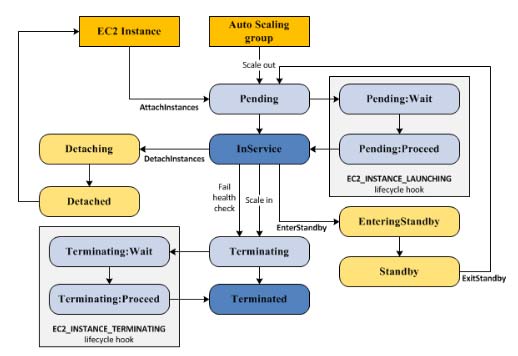 EC2 Instance
Auto Scaling
group
Scale out
AttachInstances
Pending
Pending:Wait
Detaching
DetachInstances
InService
Pending:Proceed
EC2_INSTANCE_LAUNCHING
lifecycle hook
Detached
Fail
health
check
Scale in
EnterStandby
EnteringStandby
Terminating:Wait
Terminating
Standby
ExitStandby
Terminating:Proceed
Terminated
EC2_INSTANCE_TERMINATING
lifecycle hook